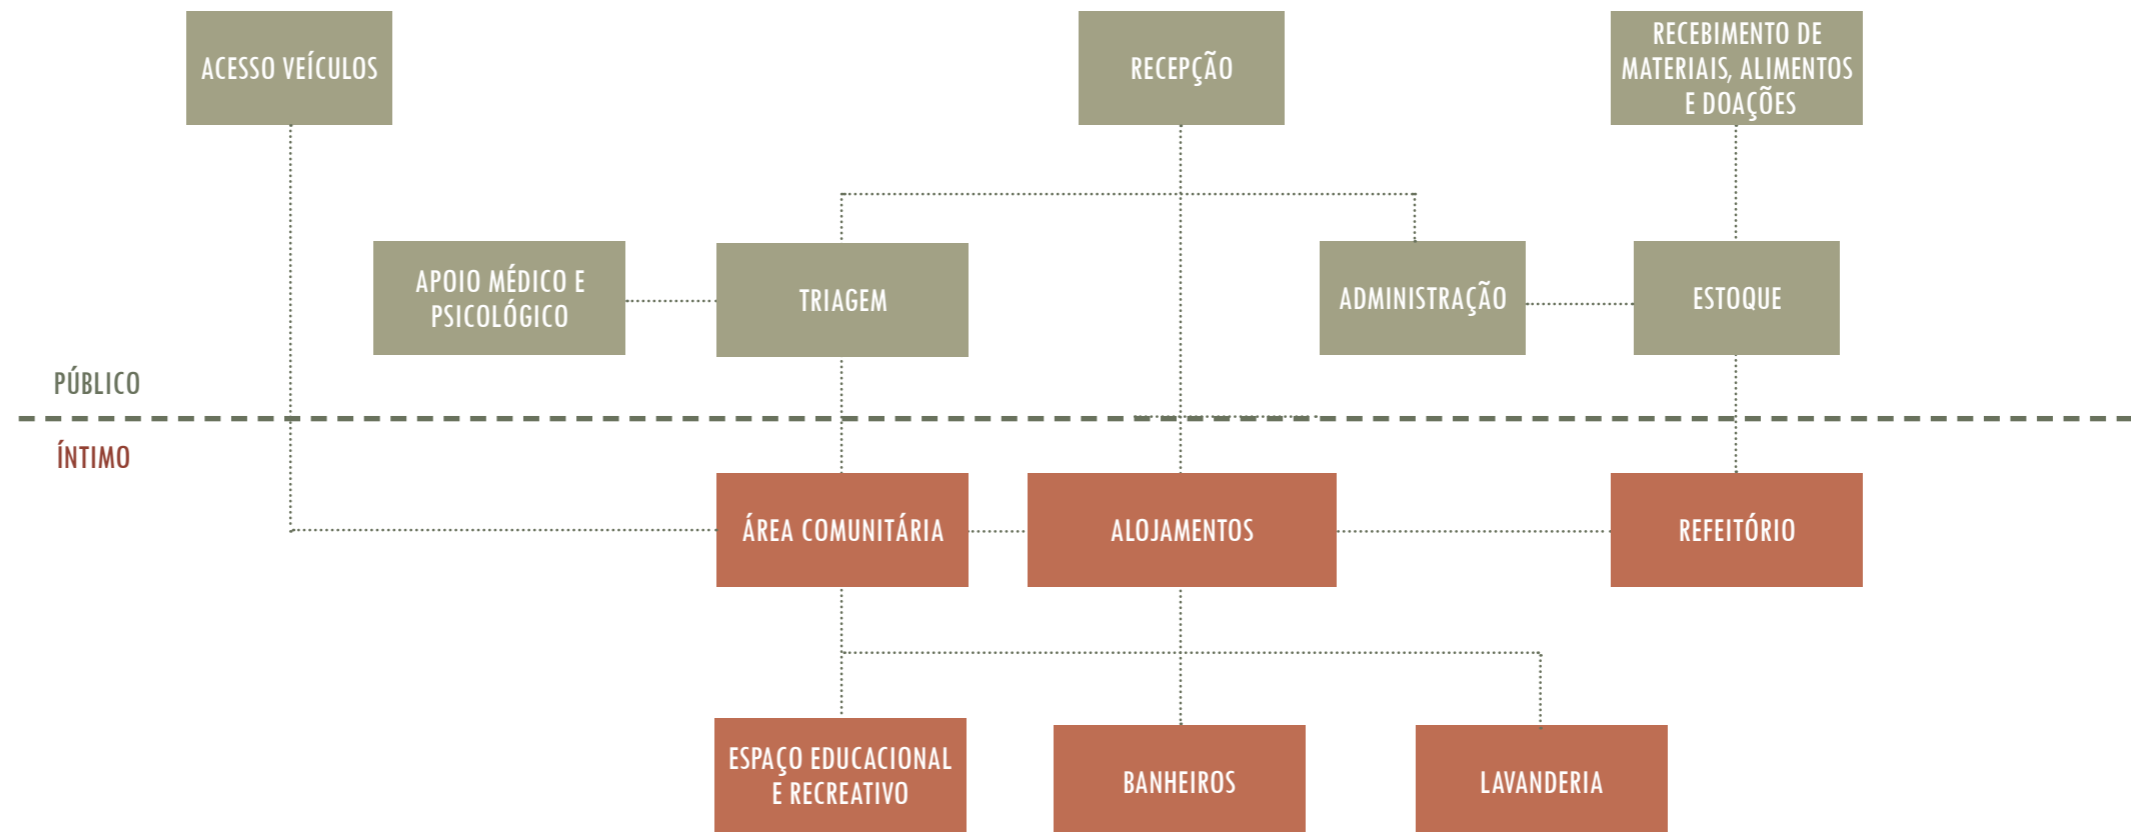 ACESSO VEÍCULOS
RECEPÇÃO
RECEBIMENTO DE
MATERIAIS, ALIMENTOS
E DOAÇÕES
APOIO MÉDICO E
PSICOLÓGICO
TRIAGEM
ADMINISTRAÇÃO
ESTOQUE
PÚBLICO
ÍNTIMO
ÁREA COMUNITÁRIA
ALOJAMENTOS
REFEITÓRIO
ESPAÇO EDUCACIONAL
E RECREATIVO
BANHEIROS
LAVANDERIA